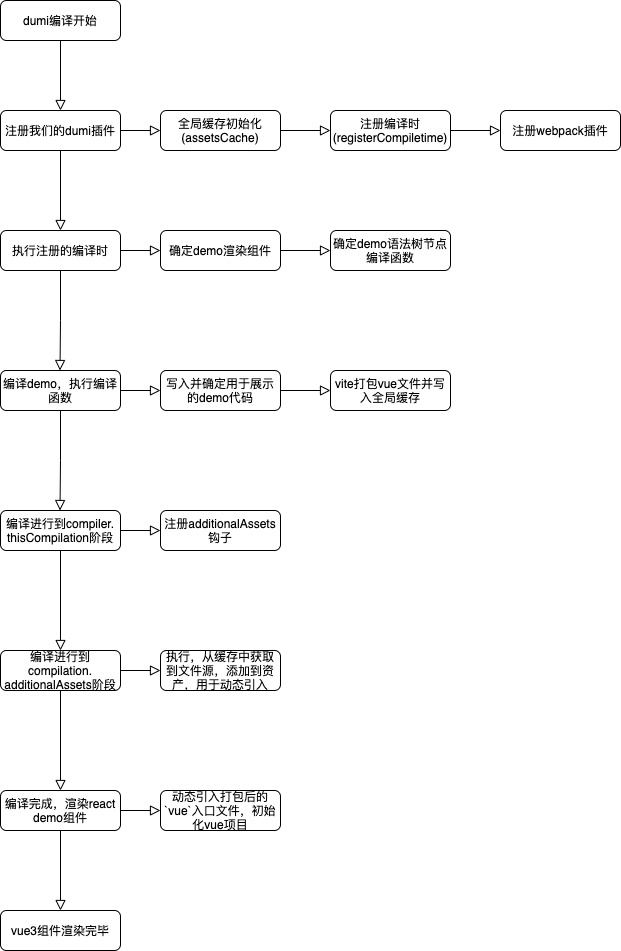 dumi编译开始
注册我们的dumi插件
全局缓存初始化
(assetsCache)
注册编译时
(registerCompiletime)
注册webpack插件
执行注册的编译时
确定demo渲染组件
确定demo语法树节点
编译函数
编译demo，执行编译
函数
写入并确定用于展示
的demo代码
vite打包vue文件并写
入全局缓存
编译进行到compiler.
thisCompilation阶段
注册additionalAssets
钩子
编译进行到
compilation.
additionalAssets阶段
执行，从缓存中获取
到文件源，添加到资
产，用于动态引入
编译完成，渲染react
demo组件
动态引入打包后的
`vue`入口文件，初始
化vue项目
vue3组件渲染完毕